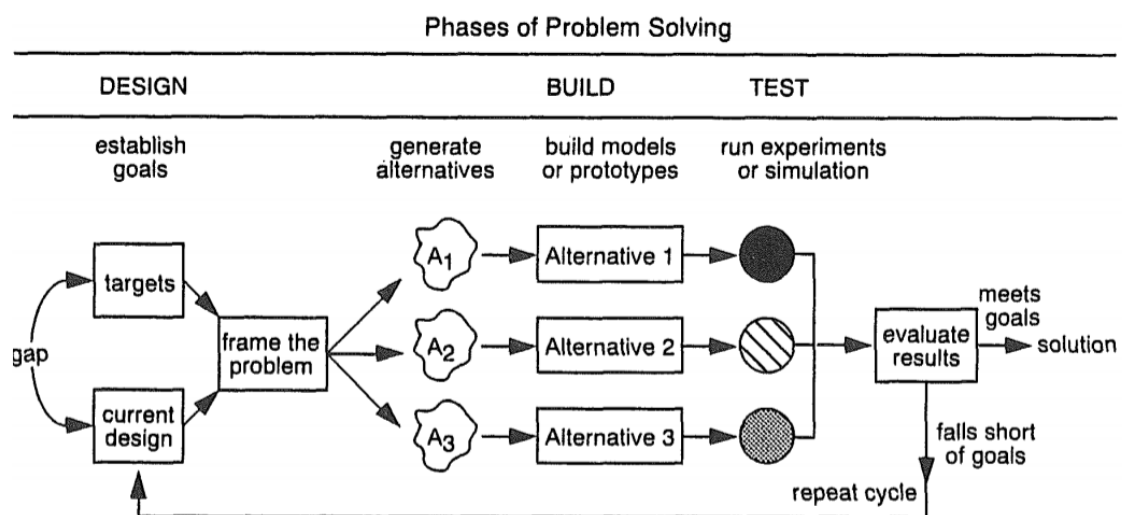 Phases of Problem Solving
DESIGN BUILD TEST
establish
goals
generate
alternatives
build models
or prototypes
run experiments
or simulation
targets
gap
current
design
frame the
problem
A1
Alternative 1
A2
Alternative 2
A3
Alternative 3
evaluate
results
meets
goals
solution
falls short
of goals
repeat cycle